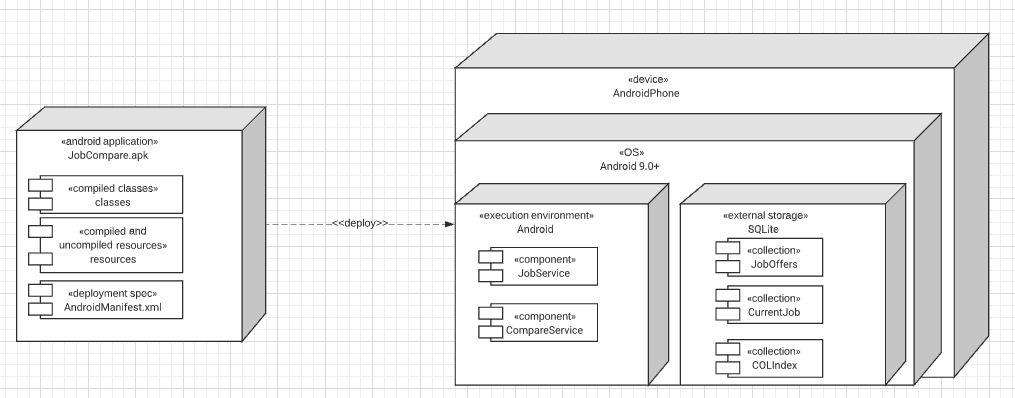 «android application»
JobCompare.apk
«compiled classes»
classes
«compiled and
uncompiled resources»
resources
«deployment spec»
AndroidManifest.xml
<<deploy>>
«device»
AndroidPhone
«OS»
Android 9.0+
«execution environment»
Android
«component»
JobService
«component»
CompareService
«external storage»
SQLite
«collection»
JobOffers
«collection»
CurrentJob
«collection»
COLIndex